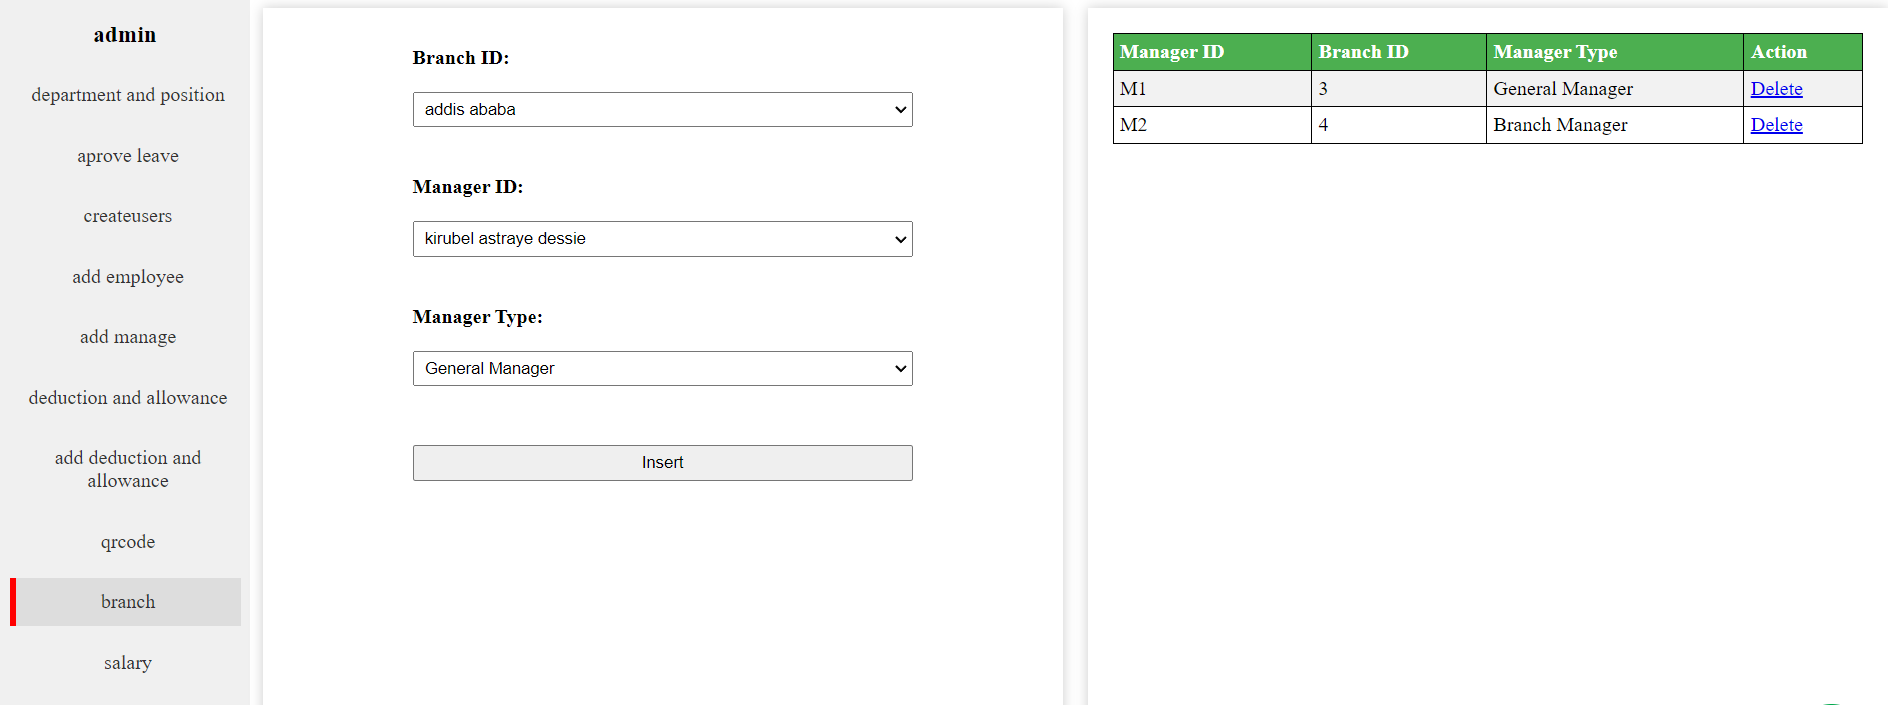 admin
department and position
aprove leave
createusers
add employee
add manage
deduction and allowance
add deduction and
allowance
qrcode
branch
salary
Branch ID:
addis ababa
Manager ID:
kirubel astraye dessie
Manager Type:
General Manager
Insert
Manager ID Branch ID Manager Type Action
M1 3 General Manager Delete
M2 4 Branch Manager Delete